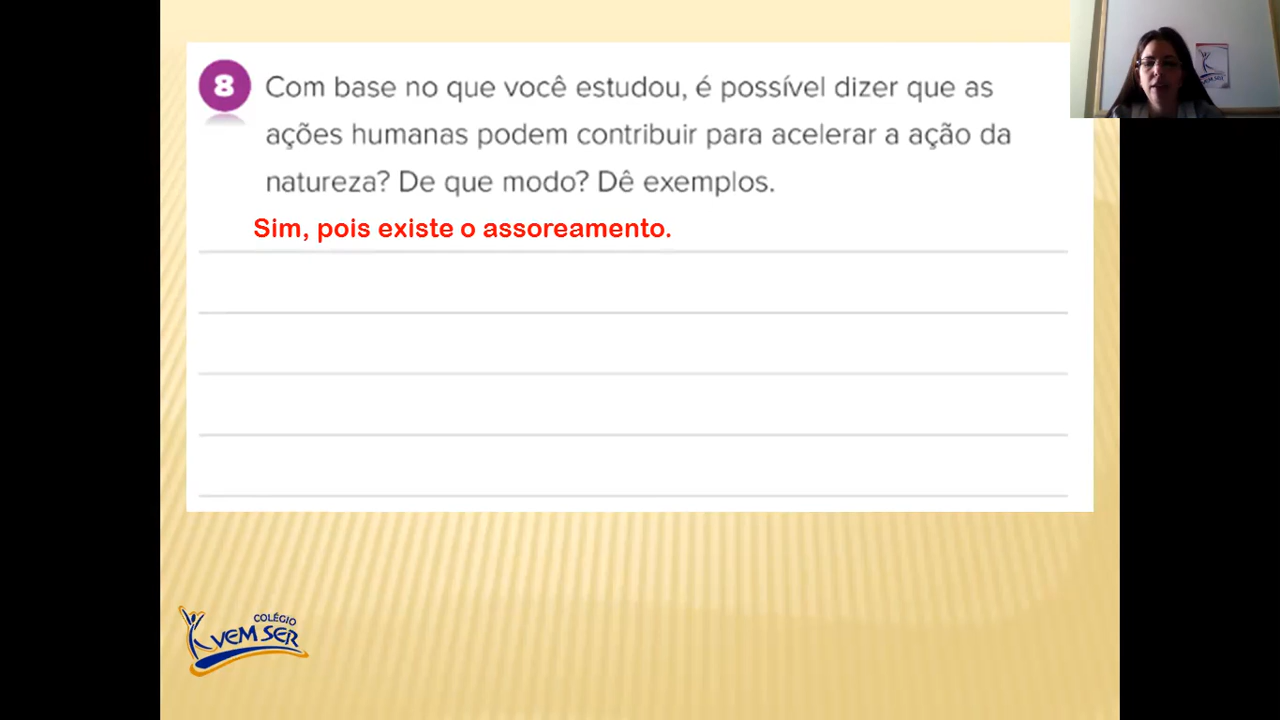 8 Com base no que você estudou, é possível dizer que as
ações humanas podem contribuir para acelerar a ação da
natureza? De que modo? Dê exemplos.
Sim, pois existe o assoreamento.
COLÉGIO
VEM SER